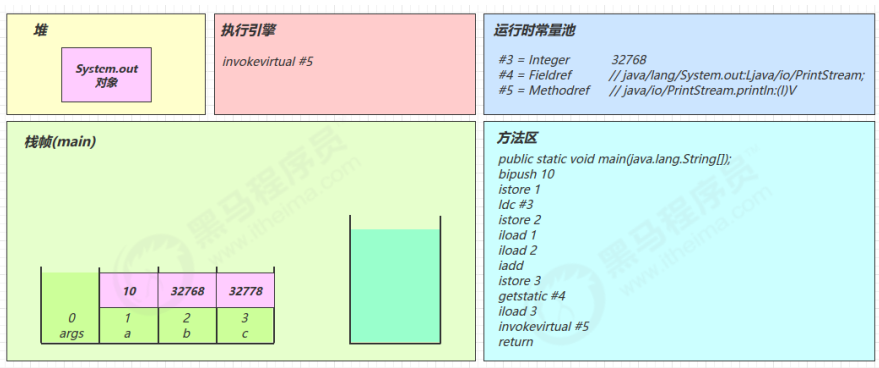 堆
System.out
对象
执行引擎
invokevirtual #5
运行时常量池
#3 = Integer 32768
#4 = Fieldref // java/lang/System.out:Ljava/io/PrintStream;
#5 = Methodref // java/io/PrintStream.println:(I)V
栈帧(main)
10 32768 32778
0 1 2 3
args a b c
方法区
public static void main(java.lang.String[]);
bipush 10
istore 1
ldc #3
istore 2
iload 1
iload 2
iadd
istore 3
getstatic #4
iload 3
invokevirtual #5
return
黑马程序员
www.itheima.com
黑马程序员
www.itheima.com